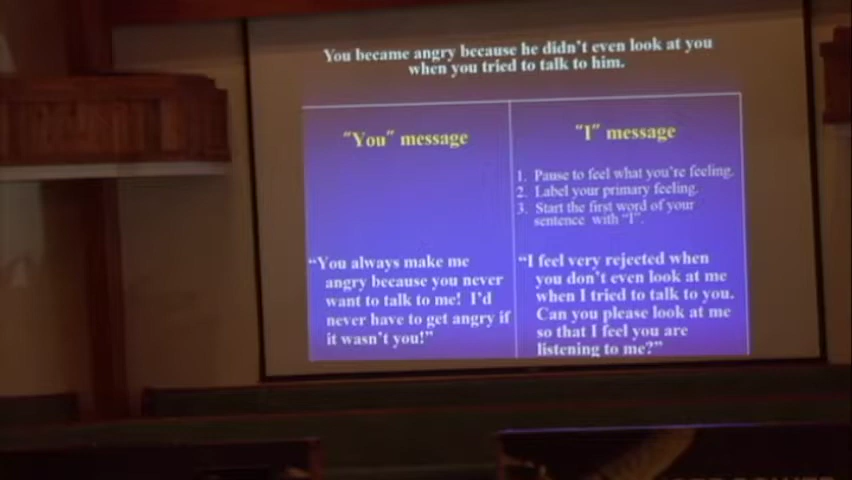 You became angry because he didn't even look at you
when you tried to talk to him.
"You" message
"I" message
1. Pause to feel what you're feeling.
2. Label your primary feeling.
3. Start the first word of your
sentence with "I".
"You always make me
angry because you never
want to talk to me! I'd
never have to get angry if
it wasn't you!"
"I feel very rejected when
you don't even look at me
when I tried to talk to you.
Can you please look at me
so that I feel you are
listening to me?"